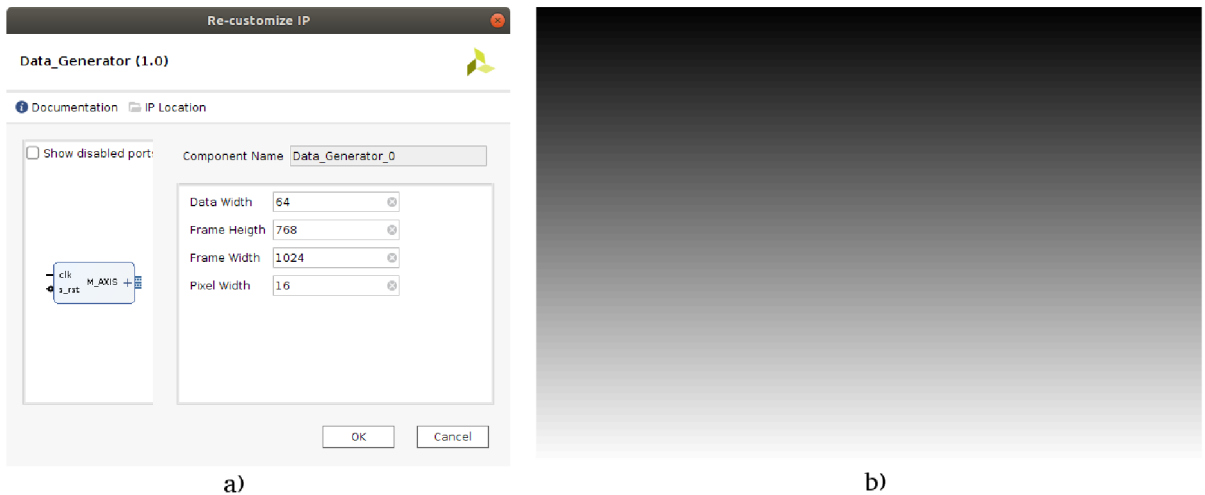 Re-customize IP
Data_Generator (1.0)
Documentation IP Location
Show disabled port
Component Name Data_Generator_0
Data Width 64
Frame Heigth 768
Frame Width 1024
Pixel Width 16
clk
s_rst
M_AXIS
OK Cancel
a) b)